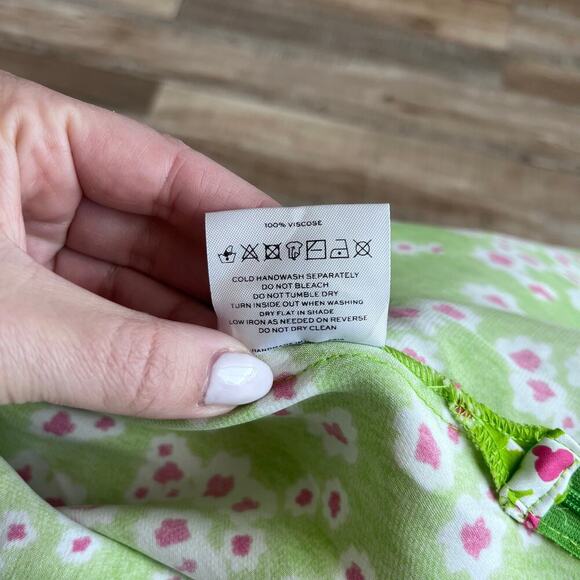 100% VISCOSE
COLD HANDWASH SEPARATELY
DO NOT BLEACH
DO NOT TUMBLE DRY
TURN INSIDE OUT WHEN WASHING
DRY FLAT IN SHADE
LOW IRON AS NEEDED ON REVERSE
DO NOT DRY CLEAN